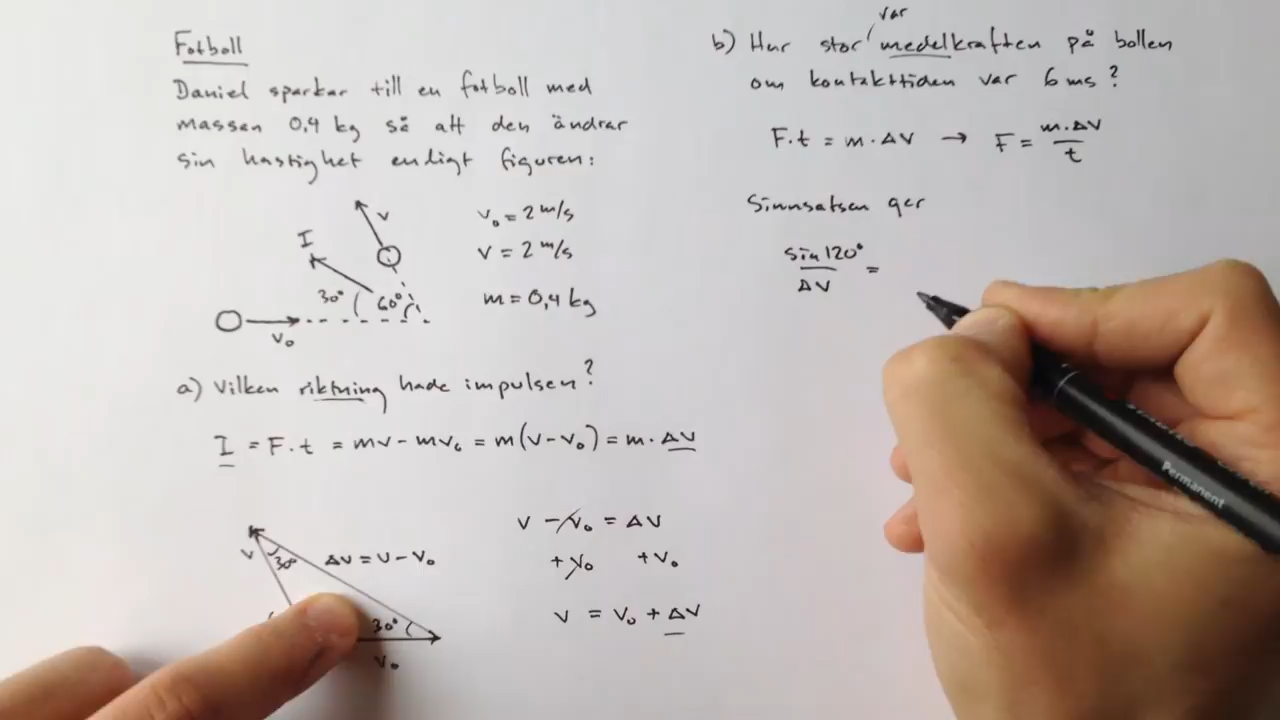 Fotboll
Daniel sparkar till en fotboll med
massen 0,4 kg så att den ändrar
sin hastighet enligt figuren:
v
I
30°
60°
v₀
v₀ = 2 m/s
v = 2 m/s
m = 0,4 kg
a) Vilken riktning hade impulsen?
I = F·t = mv - mv₀ = m(v-v₀) = m·Δv
v
30°
Δv = v - v₀
30°
v₀
v - v₀ = Δv
+v₀ +v₀
v = v₀ + Δv
b) Hur stor var medelkraften på bollen
om kontakttiden var 6 ms?
F·t = m·Δv → F = m·Δv / t
Sinnsatsen ger
sin 120° / Δv =
Permanent